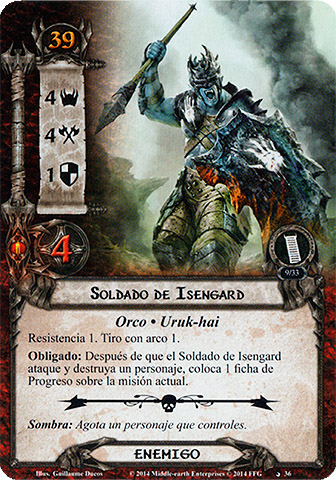 39
4
4
1
4
9/33
Soldado de Isengard
Orco • Uruk-hai
Resistencia 1. Tiro con arco 1.
Obligado: Después de que el Soldado de Isengard
ataque y destruya un personaje, coloca 1 ficha de
Progreso sobre la misión actual.
Sombra: Agota un personaje que controles.
ENEMIGO
Illus. Guillaume Ducos © 2014 Middle-earth Enterprises © 2014 FFG 36